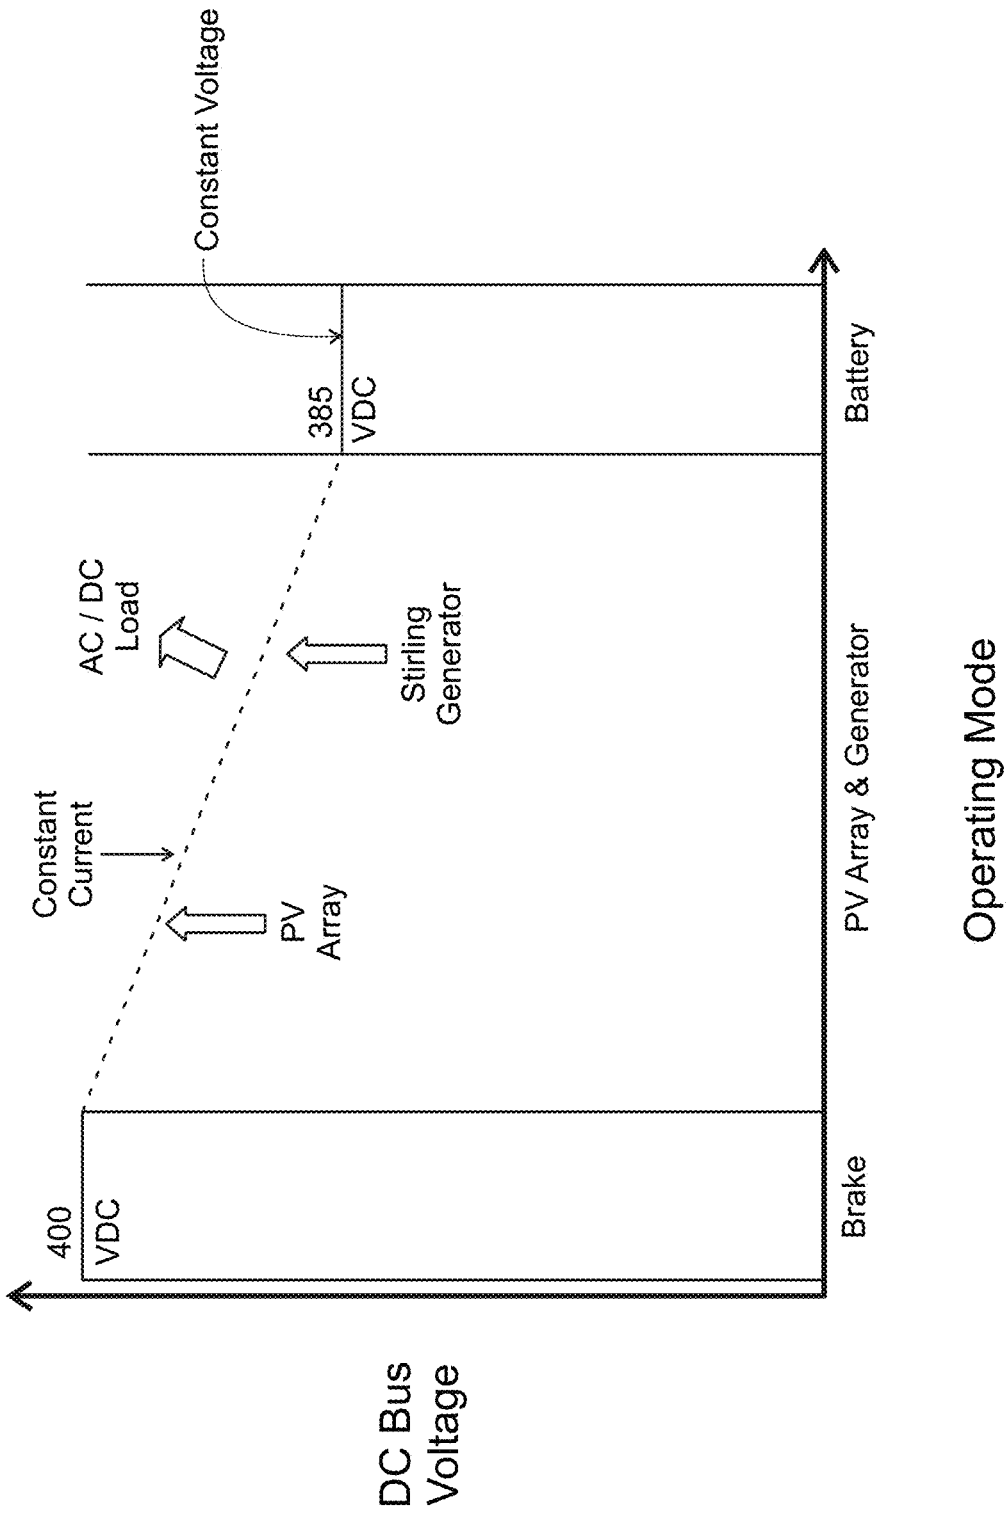 DC Bus
Voltage
400
VDC
Constant
Current
PV
Array
AC / DC
Load
Stirling
Generator
385
VDC
Constant Voltage
Brake
PV Array & Generator
Battery
Operating Mode